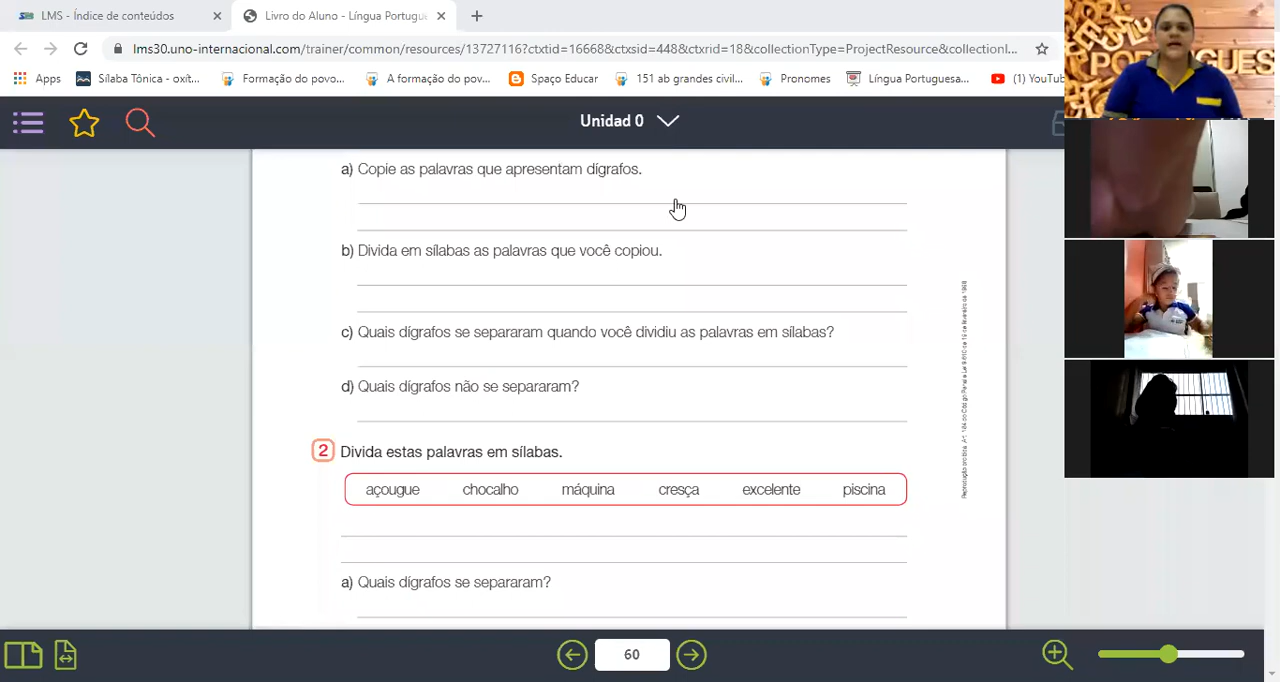 LMS - Índice de conteúdos
Livro do Aluno - Língua Portugue
lms30.uno-internacional.com/trainer/common/resources/13727116?ctxtid=16668&ctxsid=448&ctxrid=18&collectionType=ProjectResource&collectionI...
Apps Sílaba Tônica - oxít... Formação do povo... A formação do pov... Spaço Educar 151 ab grandes civil... Pronomes Língua Portuguesa... (1) YouTub
PORTUGUES
Unidad 0
a) Copie as palavras que apresentam dígrafos.
b) Divida em sílabas as palavras que você copiou.
c) Quais dígrafos se separaram quando você dividiu as palavras em sílabas?
d) Quais dígrafos não se separaram?
2 Divida estas palavras em sílabas.
açougue chocalho máquina cresça excelente piscina
a) Quais dígrafos se separaram?
60